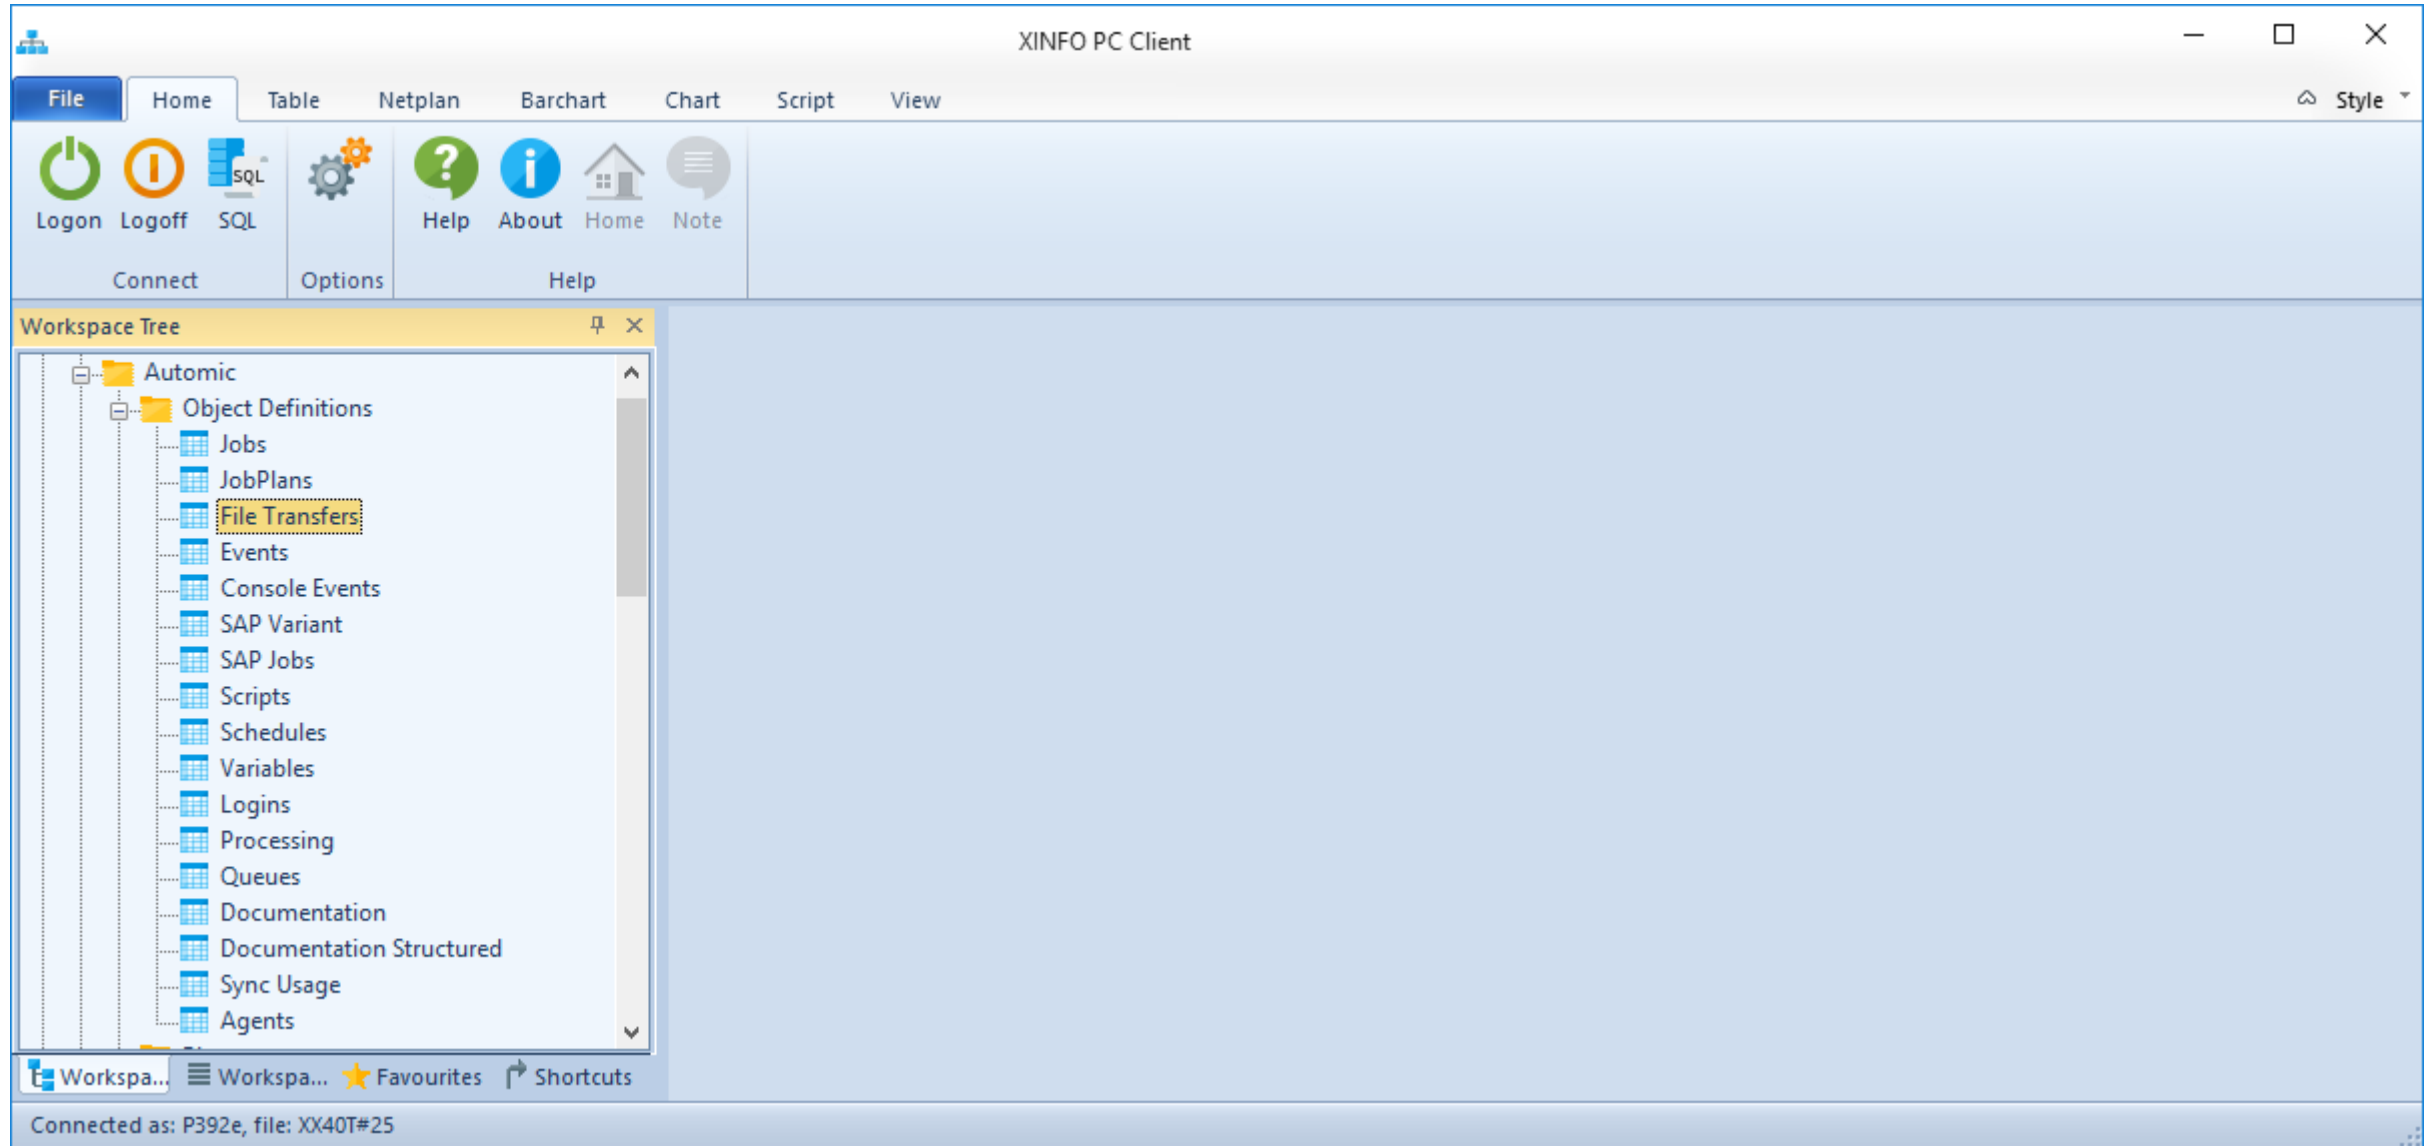 XINFO PC Client
File Home Table Netplan Barchart Chart Script View Style
SQL
Logon Logoff SQL Help About Home Note
Connect Options Help
Workspace Tree
Automic
Object Definitions
Jobs
JobPlans
File Transfers
Events
Console Events
SAP Variant
SAP Jobs
Scripts
Schedules
Variables
Logins
Processing
Queues
Documentation
Documentation Structured
Sync Usage
Agents
Workspa... Workspa... Favourites Shortcuts
Connected as: P392e, file: XX40T#25